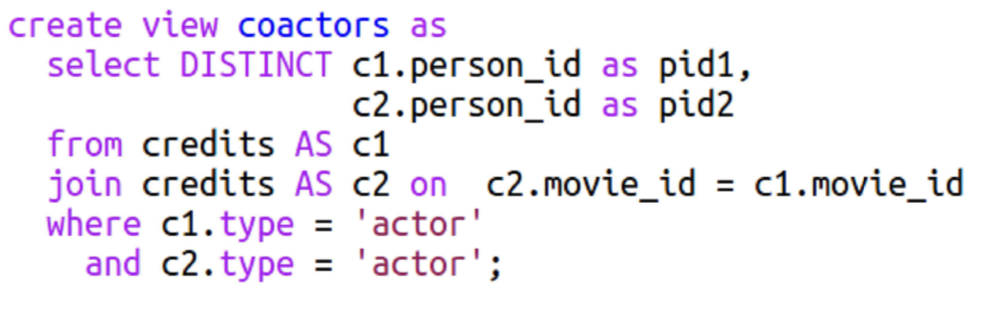 create view coactors as
select DISTINCT c1.person_id as pid1,
c2.person_id as pid2
from credits AS c1
join credits AS c2 on c2.movie_id = c1.movie_id
where c1.type = 'actor'
and c2.type = 'actor';